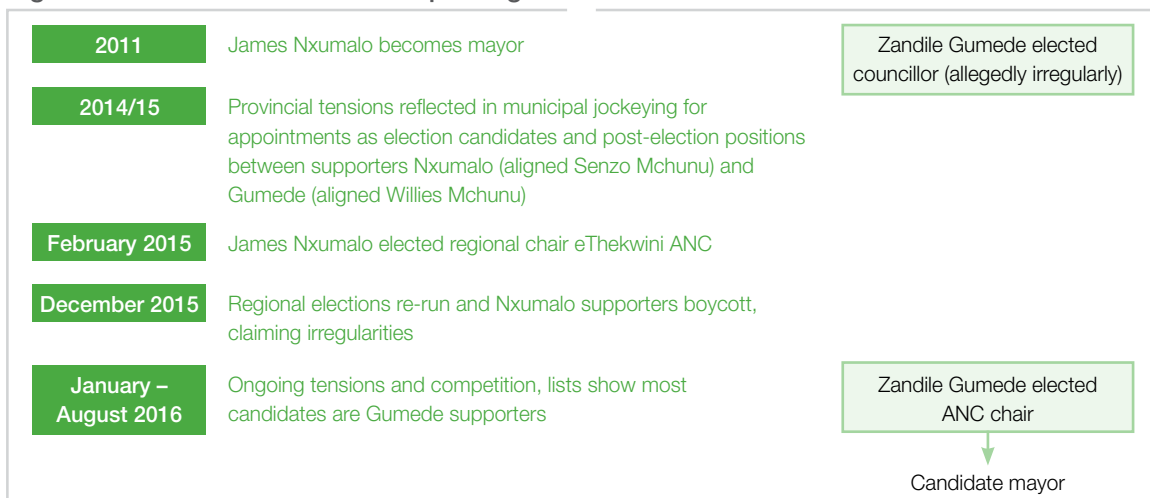 2011
James Nxumalo becomes mayor
Zandile Gumede elected
councillor (allegedly irregularly)
2014/15
Provincial tensions reflected in municipal jockeying for
appointments as election candidates and post-election positions
between supporters Nxumalo (aligned Senzo Mchunu) and
Gumede (aligned Willies Mchunu)
February 2015
James Nxumalo elected regional chair eThekwini ANC
December 2015
Regional elections re-run and Nxumalo supporters boycott,
claiming irregularities
January –
August 2016
Ongoing tensions and competition, lists show most
candidates are Gumede supporters
Zandile Gumede elected
ANC chair
Candidate mayor